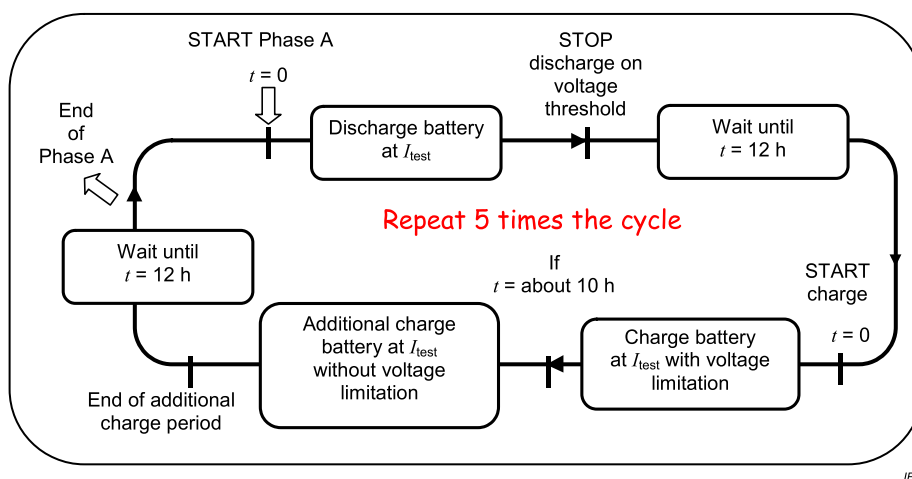 START Phase A
t = 0
End
of
Phase A
Discharge battery
at Itest
STOP
discharge on
voltage
threshold
Wait until
t = 12 h
Repeat 5 times the cycle
Wait until
t = 12 h
If
t = about 10 h
START
charge
t = 0
Additional charge
battery at Itest
without voltage
limitation
Charge battery
at Itest with voltage
limitation
End of additional
charge period